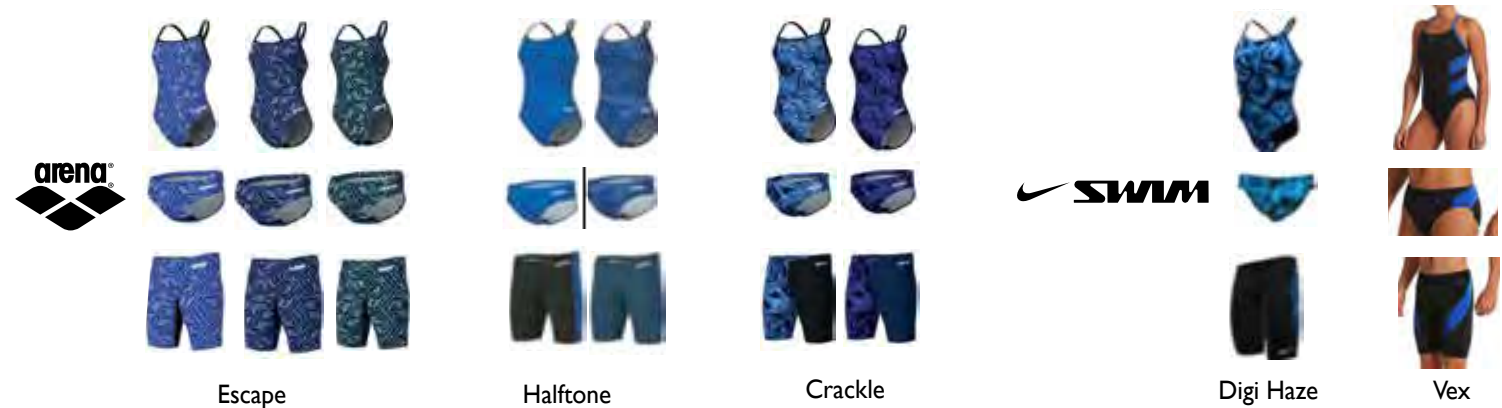 arena®
SWIM
Escape
Halftone
Crackle
Digi Haze
Vex